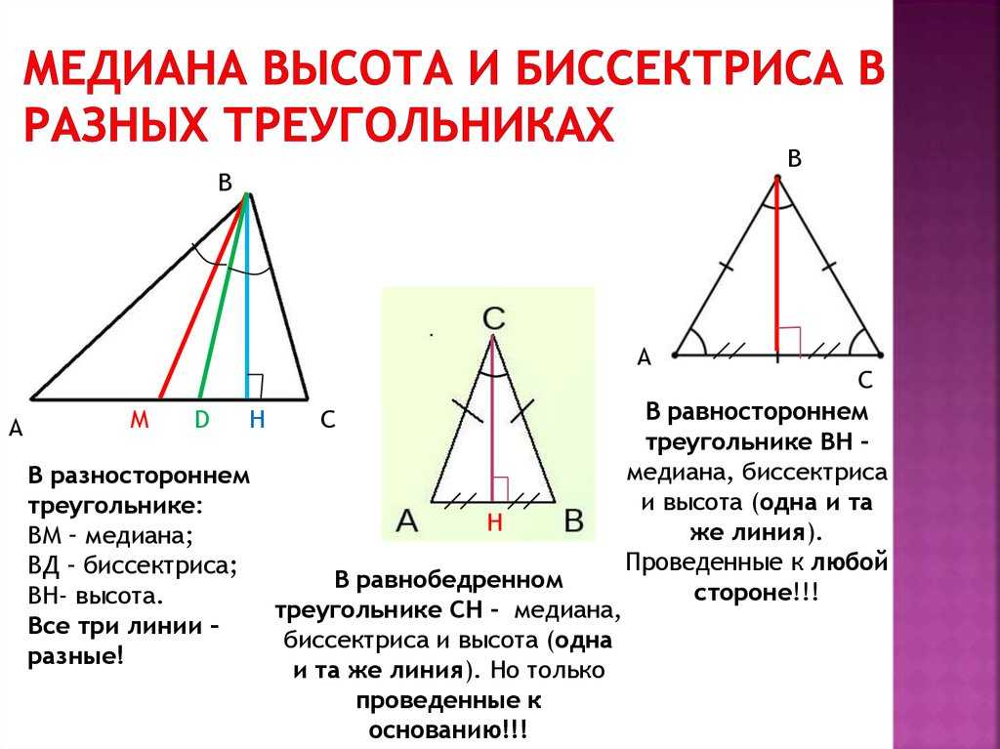 МЕДИАНА ВЫСОТА И БИССЕКТРИСА В
РАЗНЫХ ТРЕУГОЛЬНИКАХ
В
A
M
D
H
C
В разностороннем
треугольнике:
ВМ – медиана;
ВД – биссектриса;
ВН- высота.
Все три линии –
разные!
C
A
H
B
В равнобедренном
треугольнике СН – медиана,
биссектриса и высота (одна
и та же линия). Но только
проведенные к
основанию!!!
В
А
С
В равностороннем
треугольнике ВН –
медиана, биссектриса
и высота (одна и та
же линия).
Проведенные к любой
стороне!!!